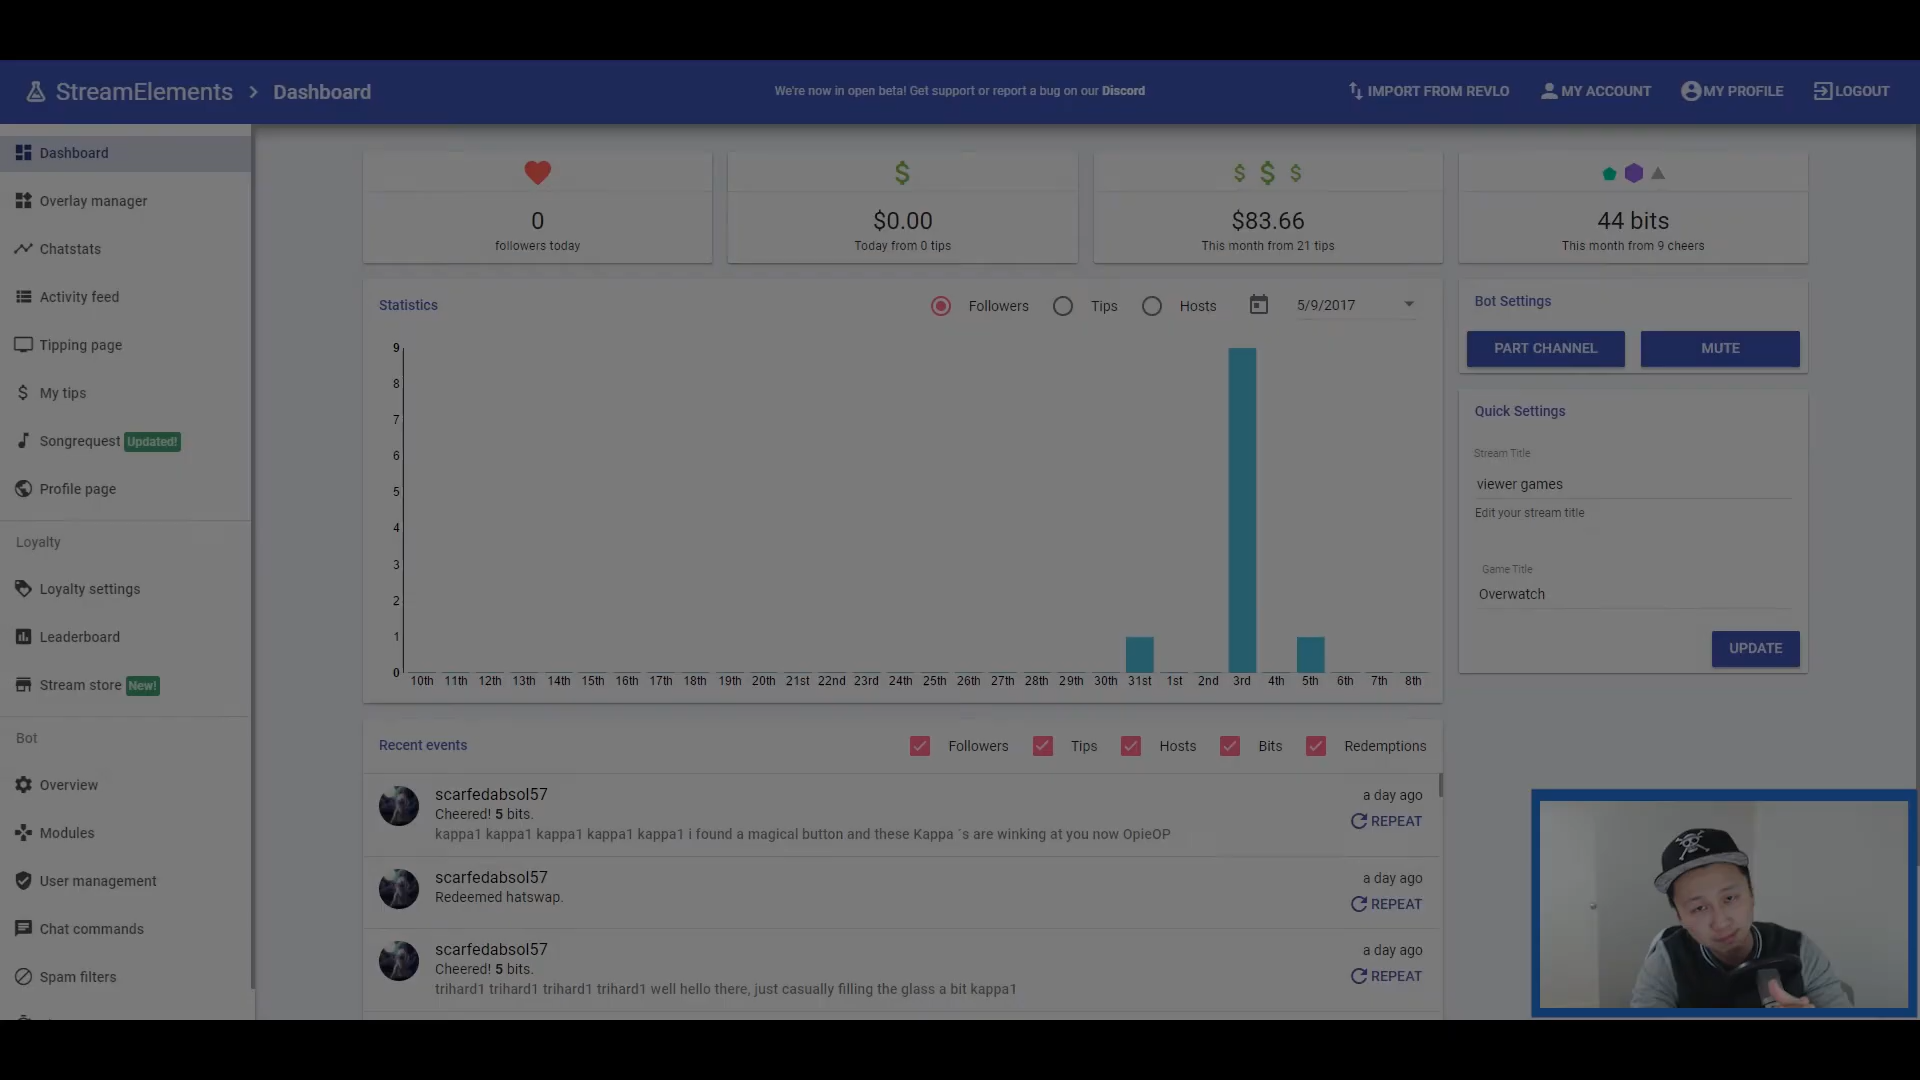 StreamElements > Dashboard
We're now in open beta! Get support or report a bug on our Discord
IMPORT FROM REVLO
MY ACCOUNT
MY PROFILE
LOGOUT
Dashboard
Overlay manager
Chatstats
Activity feed
Tipping page
My tips
Songrequest Updated!
Profile page
Loyalty
Loyalty settings
Leaderboard
Stream store New!
Bot
Overview
Modules
User management
Chat commands
Spam filters
0
followers today
$
$0.00
Today from 0 tips
$ $ $
$83.66
This month from 21 tips
44 bits
This month from 9 cheers
Statistics
Followers Tips Hosts 5/9/2017
9
8
7
6
5
4
3
2
1
0
10th 11th 12th 13th 14th 15th 16th 17th 18th 19th 20th 21st 22nd 23rd 24th 25th 26th 27th 28th 29th 30th 31st 1st 2nd 3rd 4th 5th 6th 7th 8th
Bot Settings
PART CHANNEL MUTE
Quick Settings
Stream Title
viewer games
Edit your stream title
Game Title
Overwatch
UPDATE
Recent events
Followers Tips Hosts Bits Redemptions
scarfedabsol57
a day ago
Cheered! 5 bits.
REPEAT
kappa1 kappa1 kappa1 kappa1 kappa1 i found a magical button and these Kappa ´s are winking at you now OpieOP
scarfedabsol57
a day ago
Redeemed hatswap.
REPEAT
scarfedabsol57
a day ago
Cheered! 5 bits.
REPEAT
trihard1 trihard1 trihard1 trihard1 well hello there, just casually filling the glass a bit kappa1